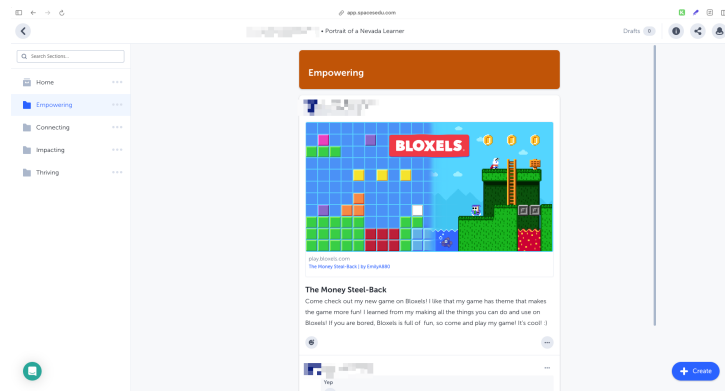 app.spacesedu.com
• Portrait of a Nevada Learner
Drafts 0
Search Sections...
Home
Empowering
Connecting
Impacting
Thriving
Empowering
BLOXELS
play.bloxels.com
The Money Steel-Back | by EmilyA880
The Money Steel-Back
Come check out my new game on Bloxels! I like that my game has theme that makes
the game more fun! I learned from my making all the things you can do and use on
Bloxels! If you are bored, Bloxels is full of fun, so come and play my game! It's cool! :)
Yep
Create